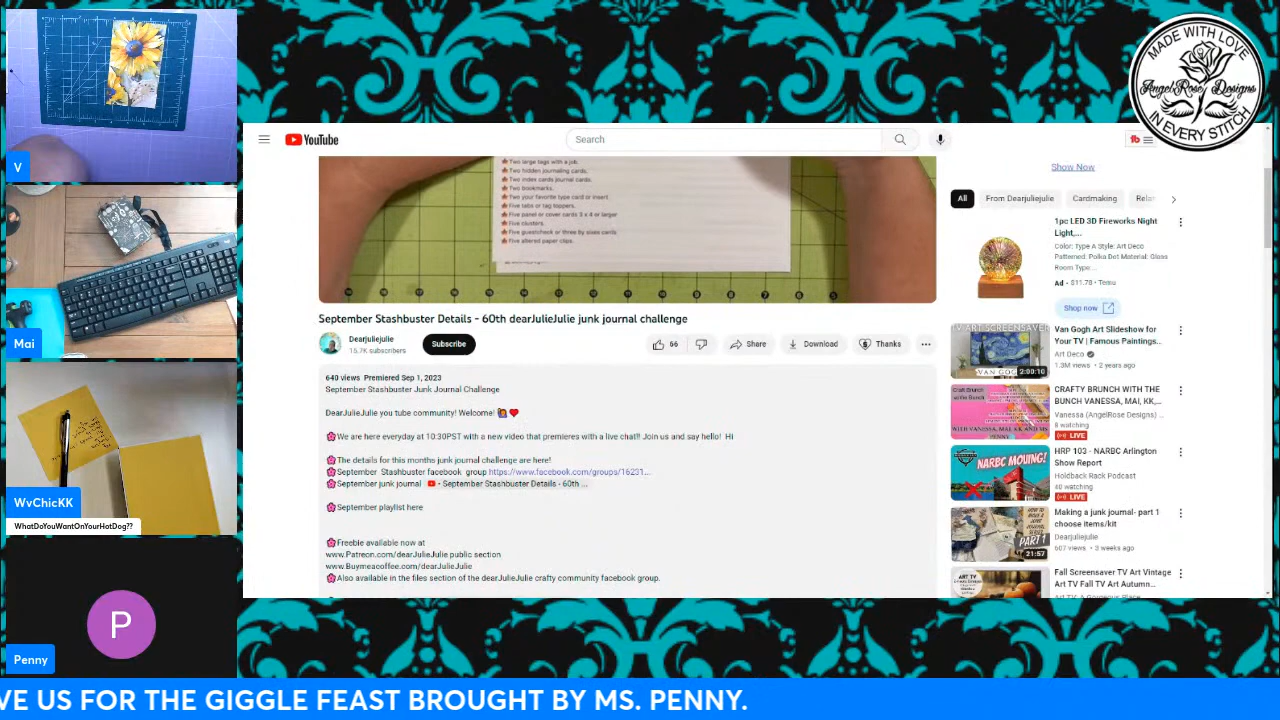 V
Mai
WvChicKK
WhatDoYouWantOnYourHotDog??
P
Penny
MADE WITH LOVE
AngelRose Designs
IN EVERY STITCH
YouTube
Search
Two large tags with a job.
Two hidden journaling cards.
Two index cards journal cards.
Two bookmarks.
Two your favorite type card or insert
Five tabs or tag toppers.
Five panel or cover cards 3 x 4 or larger
Five clusters.
Five guestcheck or three by sixes cards
Five altered paper clips.
September Stashbuster Details - 60th dearJulieJulie junk journal challenge
Dearjuliejulie
15.7K subscribers
Subscribe
66
Share
Download
Thanks
640 views Premiered Sep 1, 2023
September Stashbuster Junk Journal Challenge
DearJulieJulie you tube community! Welcome! 🙋 ❤️
🌸We are here everyday at 10:30PST with a new video that premieres with a live chat!! Join us and say hello! Hi
🌸The details for this months junk journal challenge are here!
🌸September Stashbuster facebook group https://www.facebook.com/groups/16231...
🌸September junk journal • September Stashbuster Details - 60th ...
🌸September playlist here
🌸Freebie available now at
www.Patreon.com/dearJulieJulie public section
www.Buymeacoffee.com/dearJulieJulie
🌸Also available in the files section of the dearJulieJulie crafty community facebook group.
Show Now
All
From Dearjuliejulie
Cardmaking
Rela
1pc LED 3D Fireworks Night
Light,...
Color: Type A Style: Art Deco
Patterned: Polka Dot Material: Glass
Room Type:...
Ad • $11.78 • Temu
Shop now
TV ART SCREENSAVER
VAN GOG
2:00:10
Van Gogh Art Slideshow for
Your TV | Famous Paintings...
Art Deco
1.3M views • 2 years ago
CRAFTY BRUNCH WITH THE
BUNCH VANESSA, MAI, KK,...
Vanessa (AngelRose Designs) ...
8 watching
LIVE
NARBC MOVING!
HRP 103 - NARBC Arlington
Show Report
Holdback Rack Podcast
40 watching
LIVE
PART 1
21:57
Making a junk journal- part 1
choose items/kit
Dearjuliejulie
607 views • 3 weeks ago
ART TV
Fall Screensaver TV Art Vintage
Art TV Fall TV Art Autumn...
VE US FOR THE GIGGLE FEAST BROUGHT BY MS. PENNY.